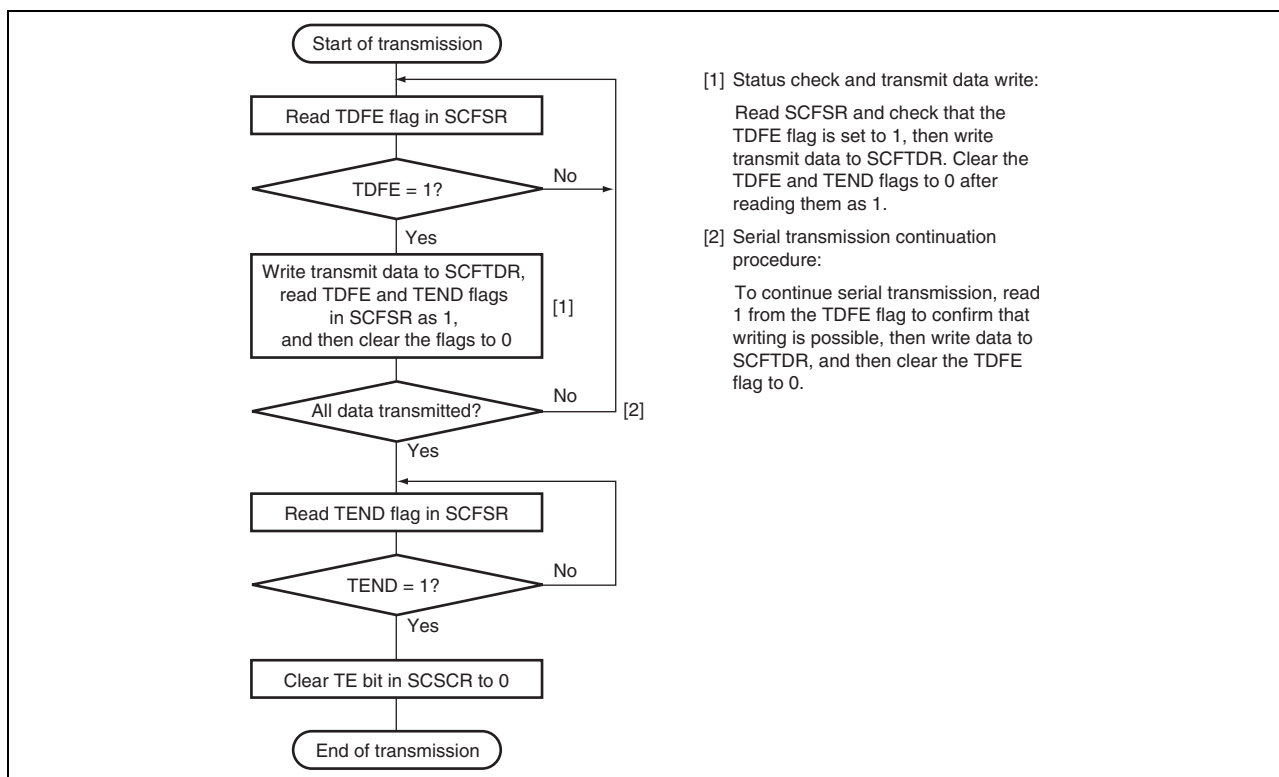 Start of transmission
Read TDFE flag in SCFSR
TDFE = 1?
No
Yes
Write transmit data to SCFTDR,
read TDFE and TEND flags
in SCFSR as 1,
and then clear the flags to 0
[1]
All data transmitted?
No
[2]
Yes
Read TEND flag in SCFSR
TEND = 1?
No
Yes
Clear TE bit in SCSCR to 0
End of transmission
[1] Status check and transmit data write:
Read SCFSR and check that the
TDFE flag is set to 1, then write
transmit data to SCFTDR. Clear the
TDFE and TEND flags to 0 after
reading them as 1.
[2] Serial transmission continuation
procedure:
To continue serial transmission, read
1 from the TDFE flag to confirm that
writing is possible, then write data to
SCFTDR, and then clear the TDFE
flag to 0.